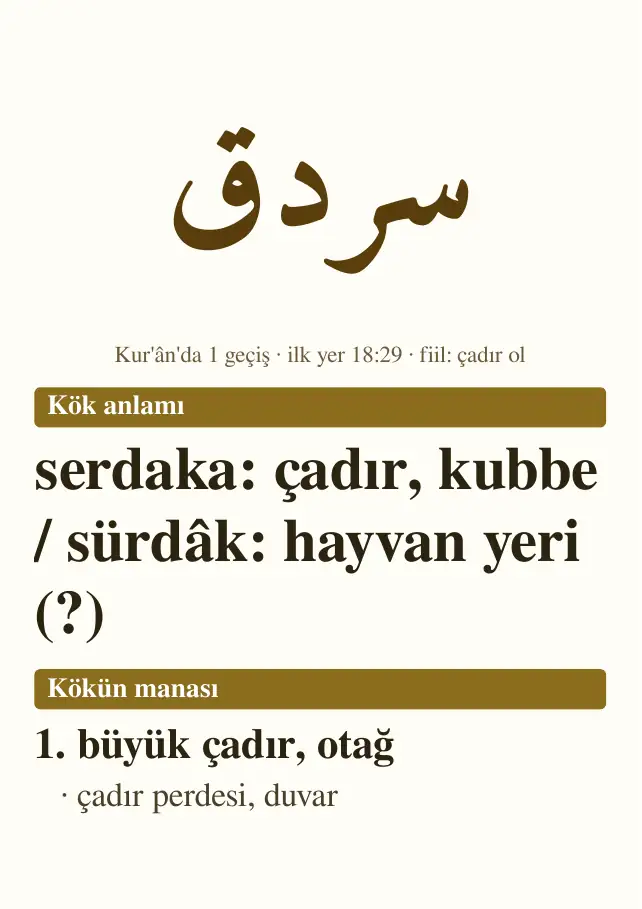 سردق
Kur'ân'da 1 geçiş · ilk yer 18:29 · fiil: çadır ol
Kök anlamı
serdaka: çadır, kubbe
/ sürdâk: hayvan yeri
(?)
Kökün manası
1. büyük çadır, otağ
· çadır perdesi, duvar